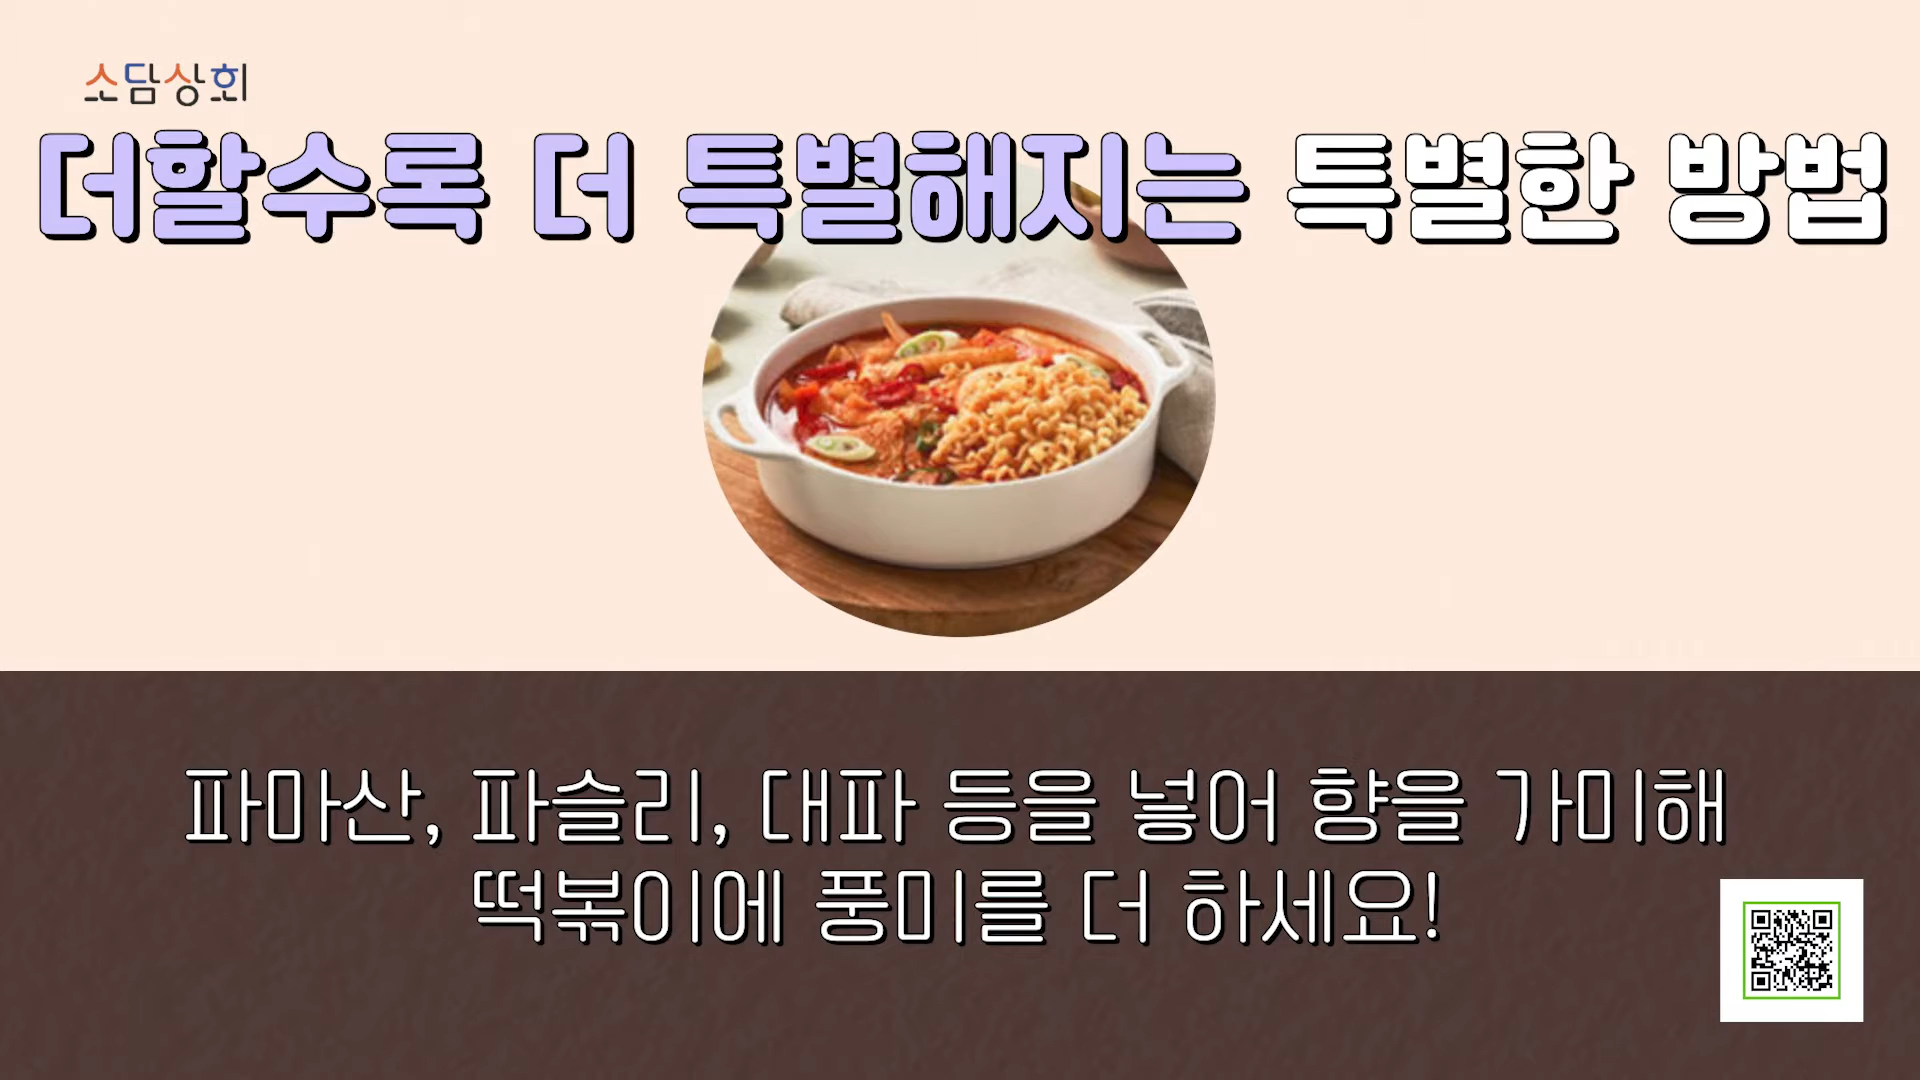 소담상회
더할수록 더 특별해지는 특별한 방법
파마산, 파슬리, 대파 등을 넣어 향을 가미해
떡볶이에 풍미를 더 하세요!